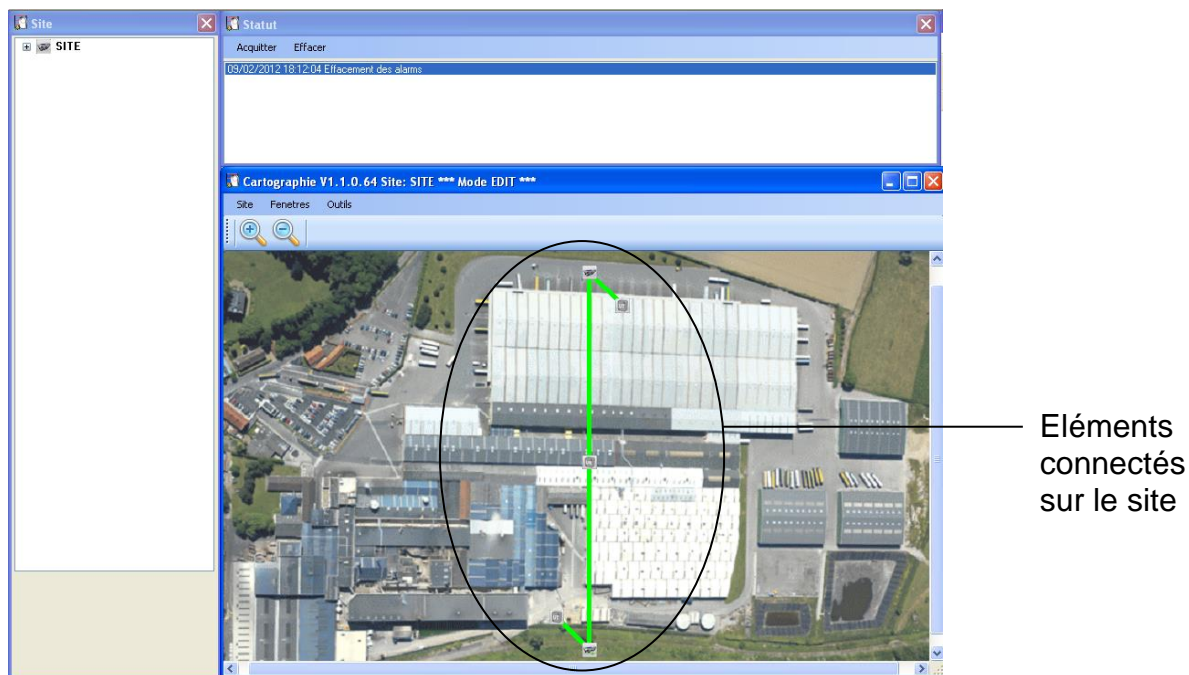 Site
SITE
Statut
Acquitter Effacer
09/02/2012 18:12:04 Effacement des alarms
Cartographie V1.1.0.64 Site: SITE *** Mode EDIT ***
Site Fenetres Outils
Eléments
connectés
sur le site